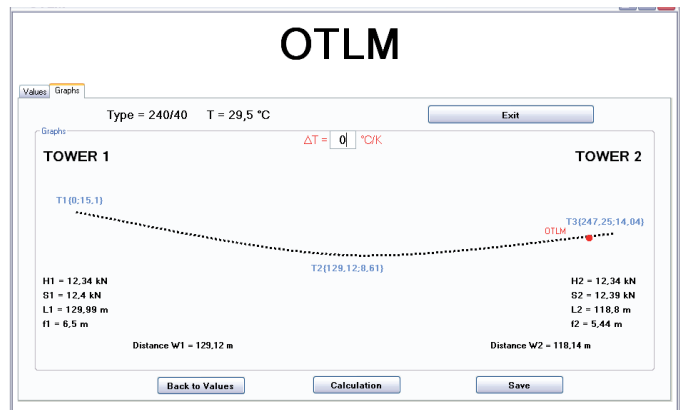 OTLM
Values Graphs
Type = 240/40 T = 29,5 °C Exit
Graphs
ΔT = 0 °C/K
TOWER 1 TOWER 2
T1(0;15,1)
T3(247,25;14,04)
OTLM
T2(129,12;8,61)
H1 = 12,34 kN H2 = 12,34 kN
S1 = 12,4 kN S2 = 12,39 kN
L1 = 129,99 m L2 = 118,8 m
f1 = 6,5 m f2 = 5,44 m
Distance W1 = 129,12 m Distance W2 = 118,14 m
Back to Values Calculation Save